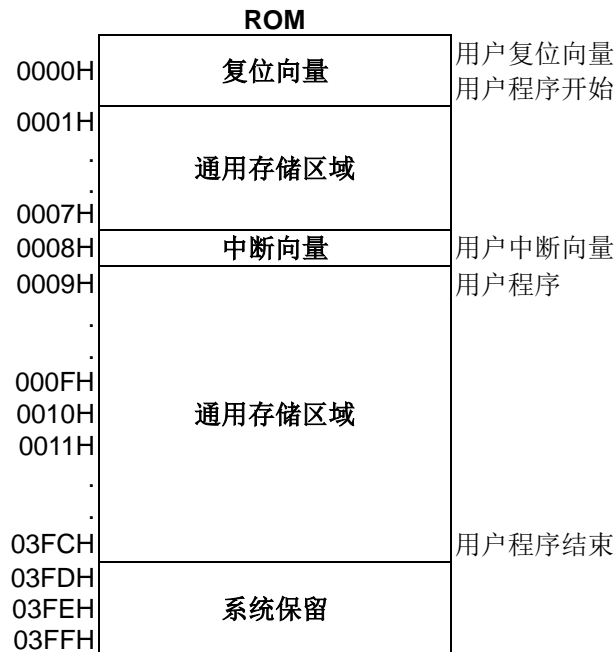 ROM
用户复位向量
0000H 复位向量
用户程序开始
0001H
.
通用存储区域
.
0007H
0008H 中断向量 用户中断向量
0009H 用户程序
.
.
000FH
0010H 通用存储区域
0011H
.
.
03FCH 用户程序结束
03FDH
03FEH 系统保留
03FFH